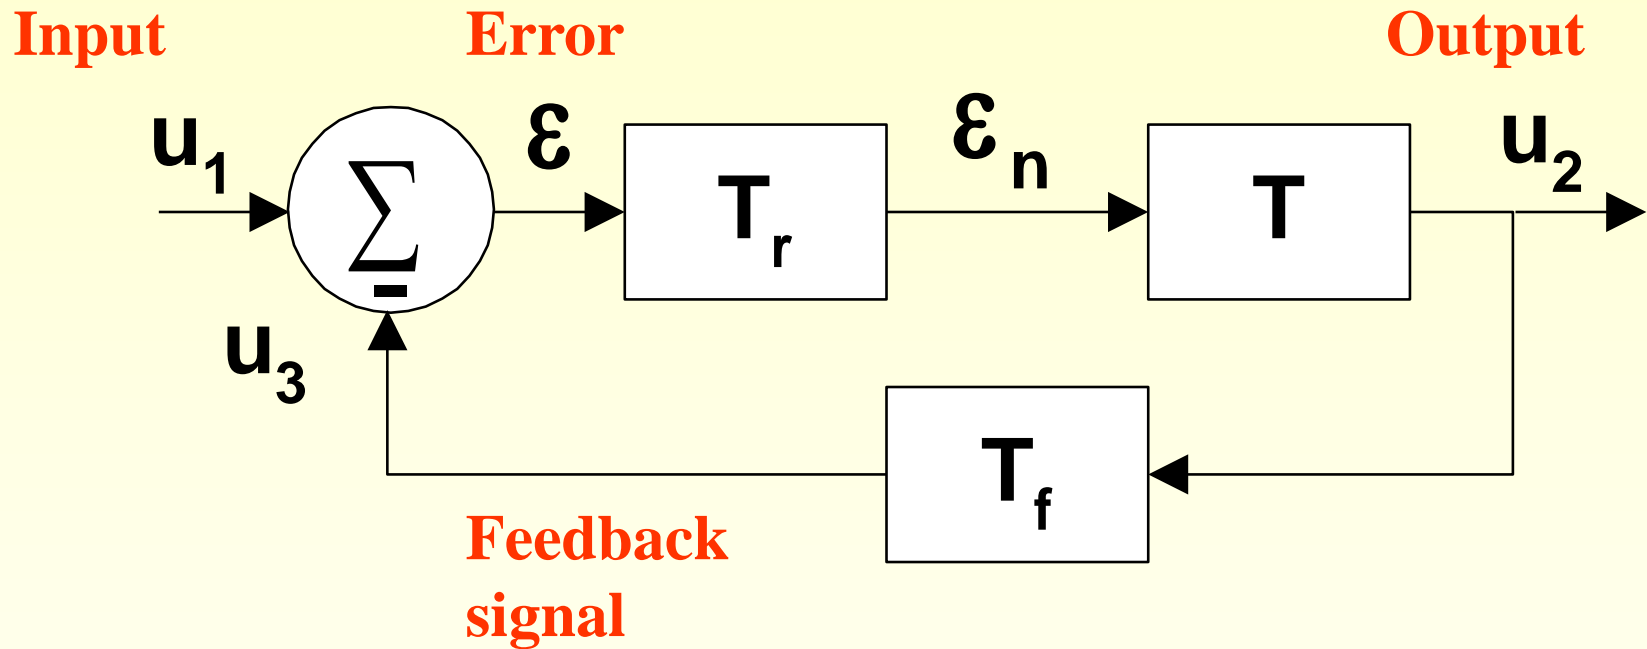 Input Error Output
u1 ε εn u2
∑ Tr T
-
u3
Tf
Feedback
signal